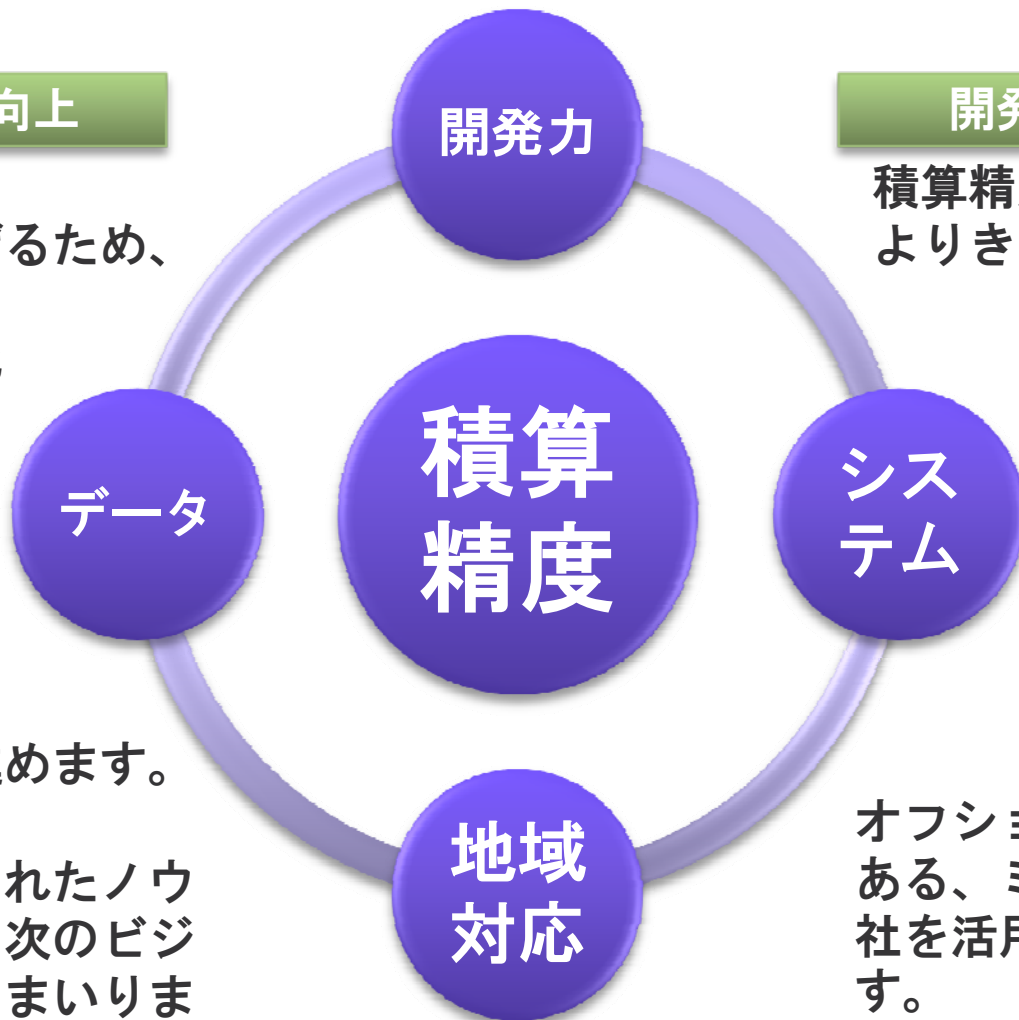 向上
開発
積算精
げるため、
よりき
開発力
データ
積算
精度
シス
テム
進めます。
れたノウ
次のビジ
まいりま
地域
対応
オフショ
ある、ミ
社を活用
す。